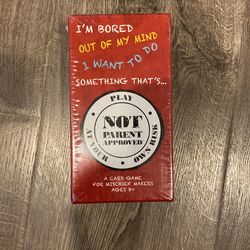 I'M BORED
OUT OF MY MIND
I WANT TO DO
SOMETHING THAT'S...
PLAY
NOT
PARENT
APPROVED
AT YOUR OWN RISK
A CARD GAME
FOR MISCHIEF MAKERS
AGES 8+